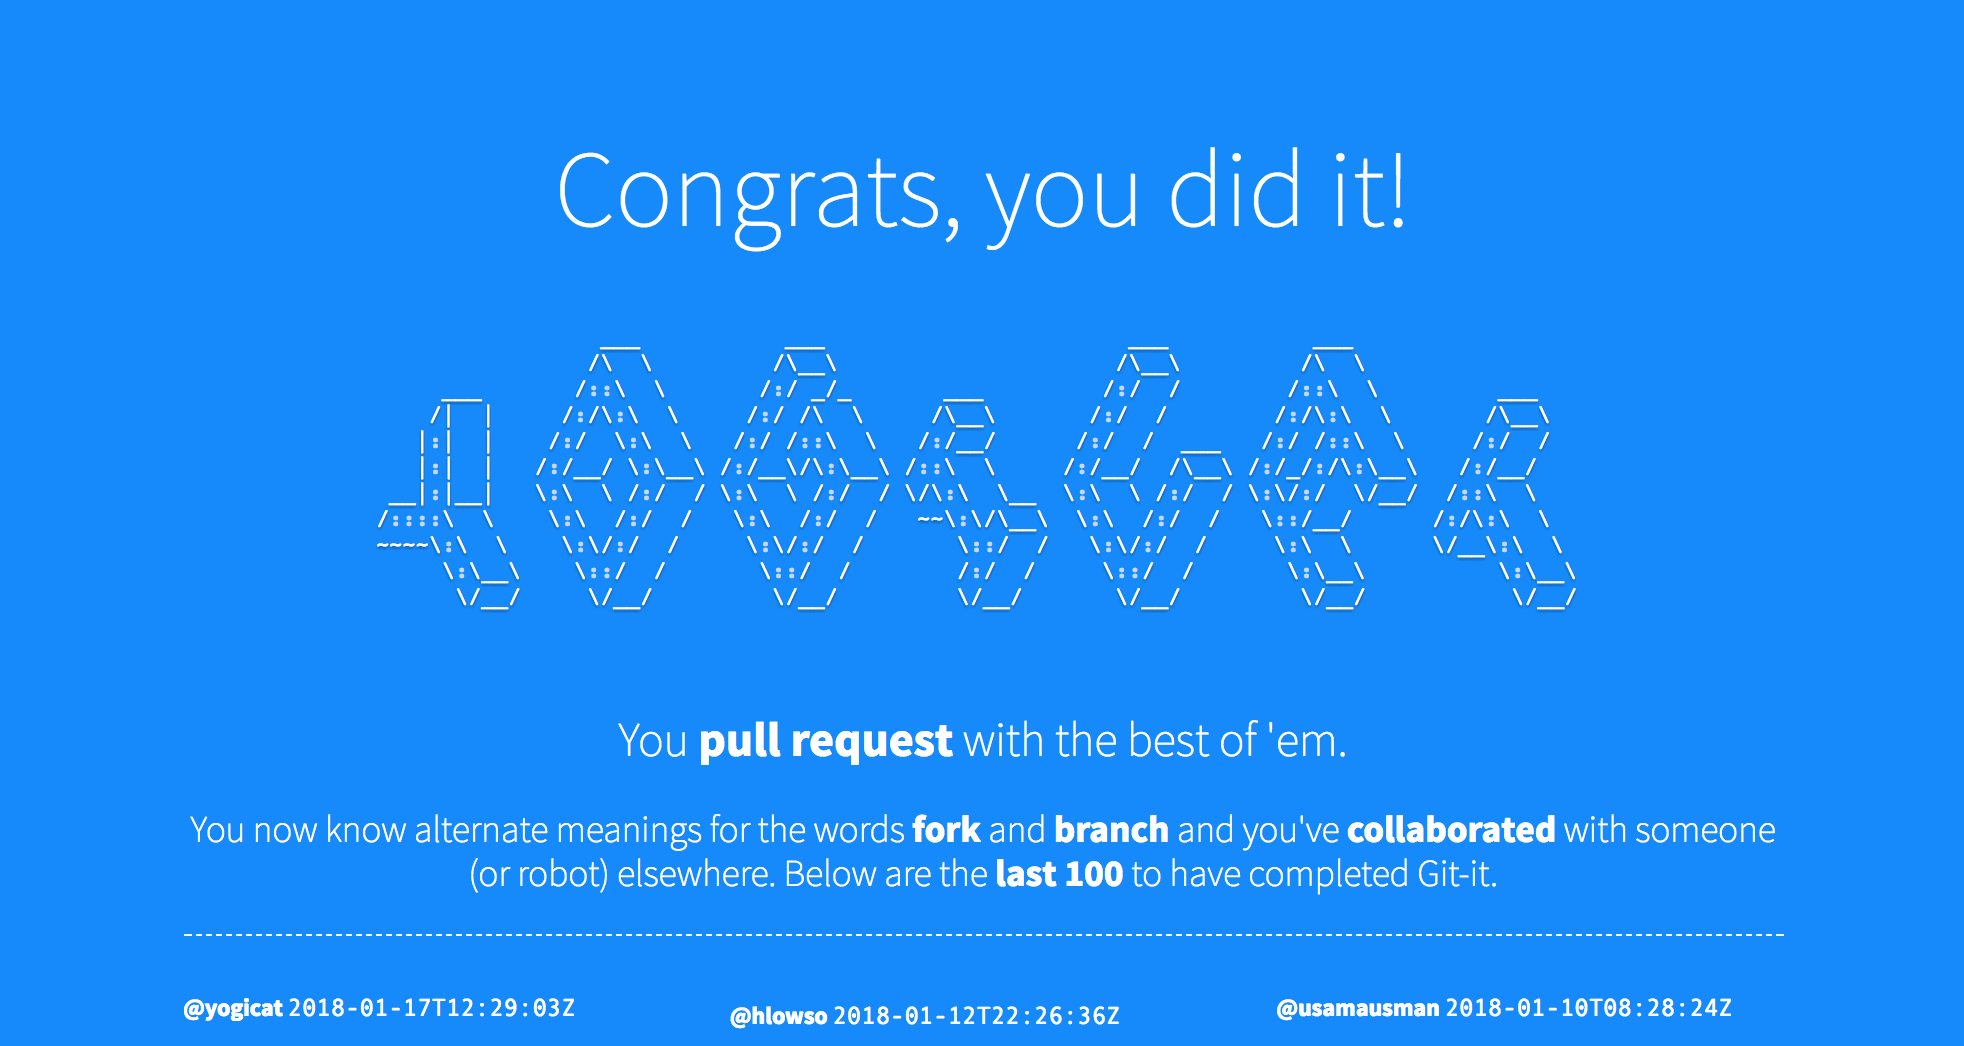 Congrats, you did it!
YOGICAT
You pull request with the best of 'em.
You now know alternate meanings for the words fork and branch and you've collaborated with someone
(or robot) elsewhere. Below are the last 100 to have completed Git-it.
@yogicat 2018-01-17T12:29:03Z
@hlowso 2018-01-12T22:26:36Z
@usamausman 2018-01-10T08:28:24Z